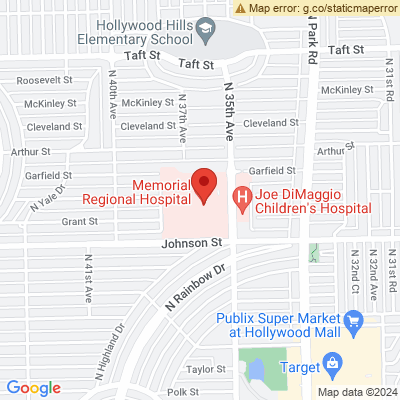 Map error: g.co/staticmaperror
Hollywood Hills
Elementary School
Taft St
Taft St
N 35th Ave
N Park Rd
N 31st Rd
Roosevelt St
N 40th Ave
McKinley St
McKinley St
McKinley St
N 37th Ave
Cleveland St
Cleveland St
Cleveland St
Arthur St
Arthur St
Garfield St
Garfield St
N Yale Dr
Memorial
Regional Hospital
Joe DiMaggio
Children's Hospital
Grant St
Johnson St
N 41st Ave
N Rainbow Dr
N Highland Dr
N 32nd Ct
N 32nd Ave
N 31st Rd
Publix Super Market
at Hollywood Mall
Target
Taylor St
Polk St
Google
Map data ©2024